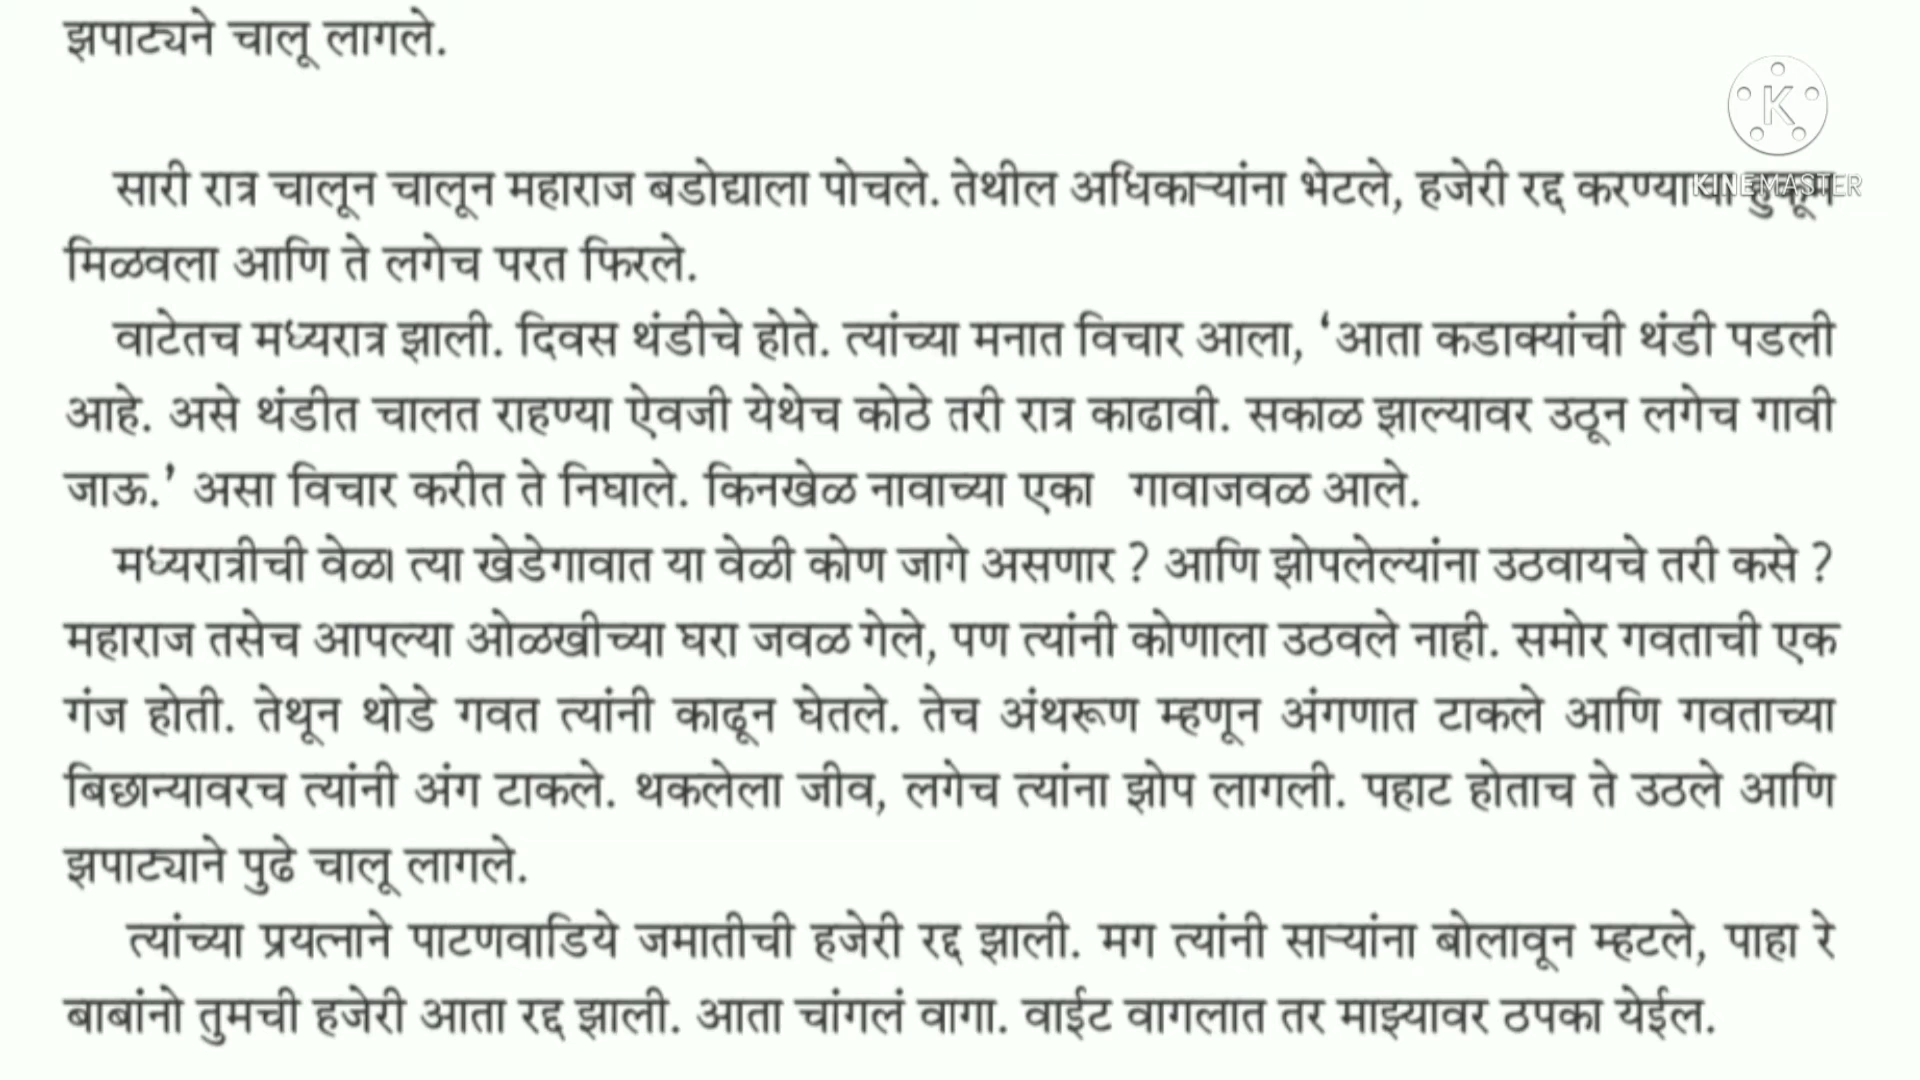 झपाट्यने चालू लागले.
सारी रात्र चालून चालून महाराज बडोद्याला पोचले. तेथील अधिकाऱ्यांना भेटले, हजेरी रद्द करण्याचा हुकूम
KINEMASTER
मिळवला आणि ते लगेच परत फिरले.
वाटेतच मध्यरात्र झाली. दिवस थंडीचे होते. त्यांच्या मनात विचार आला, ‘आता कडाक्यांची थंडी पडली
आहे. असे थंडीत चालत राहण्या ऐवजी येथेच कोठे तरी रात्र काढावी. सकाळ झाल्यावर उठून लगेच गावी
जाऊ.’ असा विचार करीत ते निघाले. किनखेळ नावाच्या एका गावाजवळ आले.
मध्यरात्रीची वेळ। त्या खेडेगावात या वेळी कोण जागे असणार ? आणि झोपलेल्यांना उठवायचे तरी कसे ?
महाराज तसेच आपल्या ओळखीच्या घरा जवळ गेले, पण त्यांनी कोणाला उठवले नाही. समोर गवताची एक
गंज होती. तेथून थोडे गवत त्यांनी काढून घेतले. तेच अंथरूण म्हणून अंगणात टाकले आणि गवताच्या
बिछान्यावरच त्यांनी अंग टाकले. थकलेला जीव, लगेच त्यांना झोप लागली. पहाट होताच ते उठले आणि
झपाट्याने पुढे चालू लागले.
त्यांच्या प्रयत्नाने पाटणवाडिये जमातीची हजेरी रद्द झाली. मग त्यांनी साऱ्यांना बोलावून म्हटले, पाहा रे
बाबांनो तुमची हजेरी आता रद्द झाली. आता चांगलं वागा. वाईट वागलात तर माझ्यावर ठपका येईल.